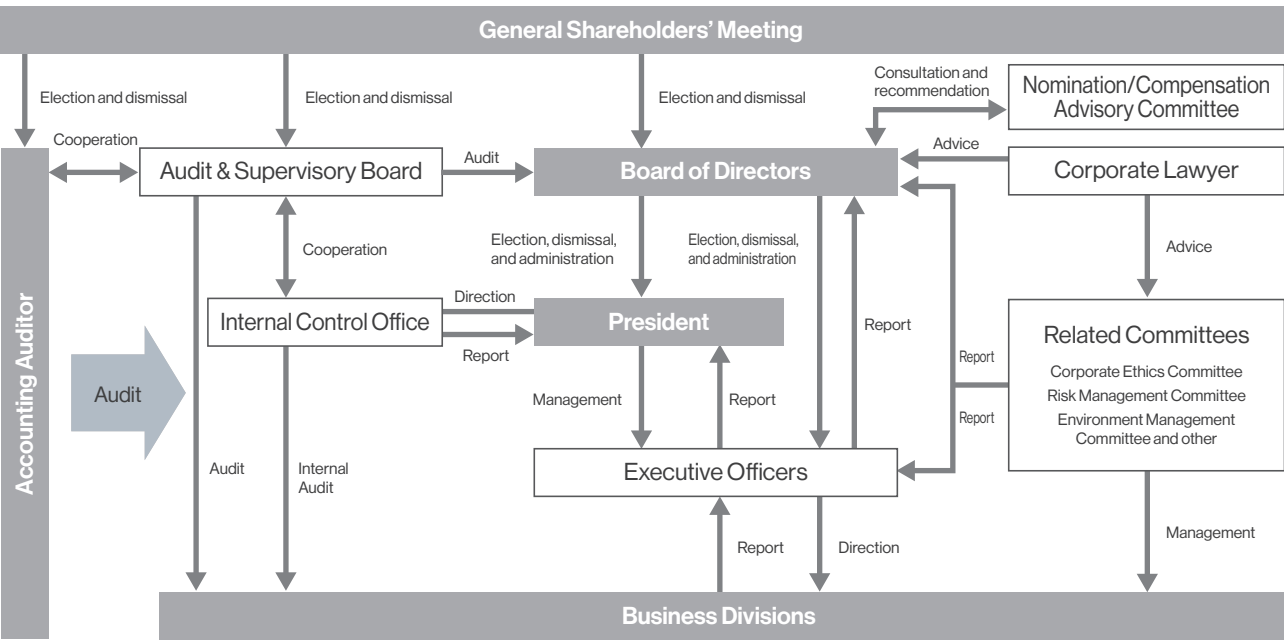 General Shareholders' Meeting
Election and dismissal
Election and dismissal
Election and dismissal
Consultation and
recommendation
Nomination/Compensation
Advisory Committee
Cooperation
Audit & Supervisory Board
Audit
Board of Directors
Advice
Corporate Lawyer
Cooperation
Election, dismissal,
and administration
Election, dismissal,
and administration
Advice
Accounting Auditor
Audit
Internal Control Office
Direction
Report
President
Report
Related Committees
Corporate Ethics Committee
Risk Management Committee
Environment Management
Committee and other
Report
Report
Management
Report
Audit
Internal
Audit
Executive Officers
Report
Direction
Management
Business Divisions